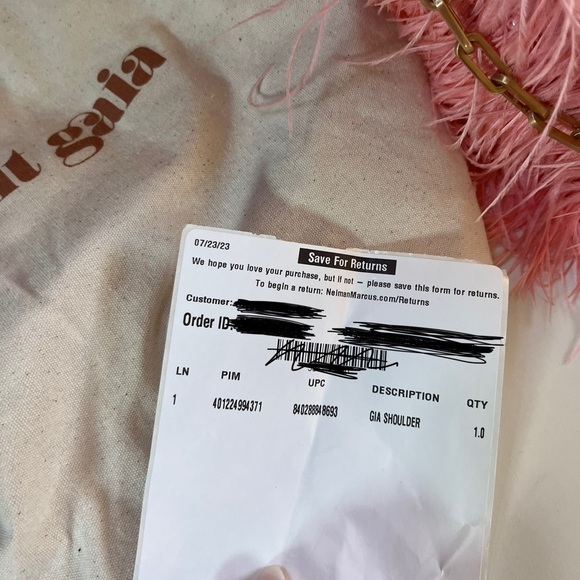 ult gaia
07/23/23
Save For Returns
We hope you love your purchase, but if not – please save this form for returns.
To begin a return: NeimanMarcus.com/Returns
Customer:
Order ID:
LN PIM UPC DESCRIPTION QTY
1 401224994371 840288848693 GIA SHOULDER 1.0